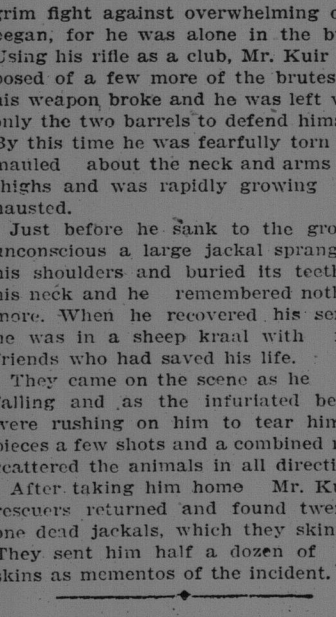 grim fight against overwhelming o
eegan, for he was alone in the b
Using his rifle as a club, Mr. Kuir
posed of a few more of the brutes
his weapon broke and he was left w
only the two barrels to defend hims
By this time he was fearfully torn
mauled about the neck and arms
thighs and was rapidly growing
hausted.
Just before he sank to the gro
unconscious a large jackal sprang
his shoulders and buried its teeth
his neck and he remembered noth
more. When he recovered his sen
he was in a sheep kraal with
friends who had saved his life.
They came on the scene as he
falling and as the infuriated be
were rushing on him to tear him
pieces a few shots and a combined r
scattered the animals in all directi
After taking him home Mr. Ku
rescuers returned and found twe
one dead jackals, which they skin
They sent him half a dozen of
skins as mementos of the incident.